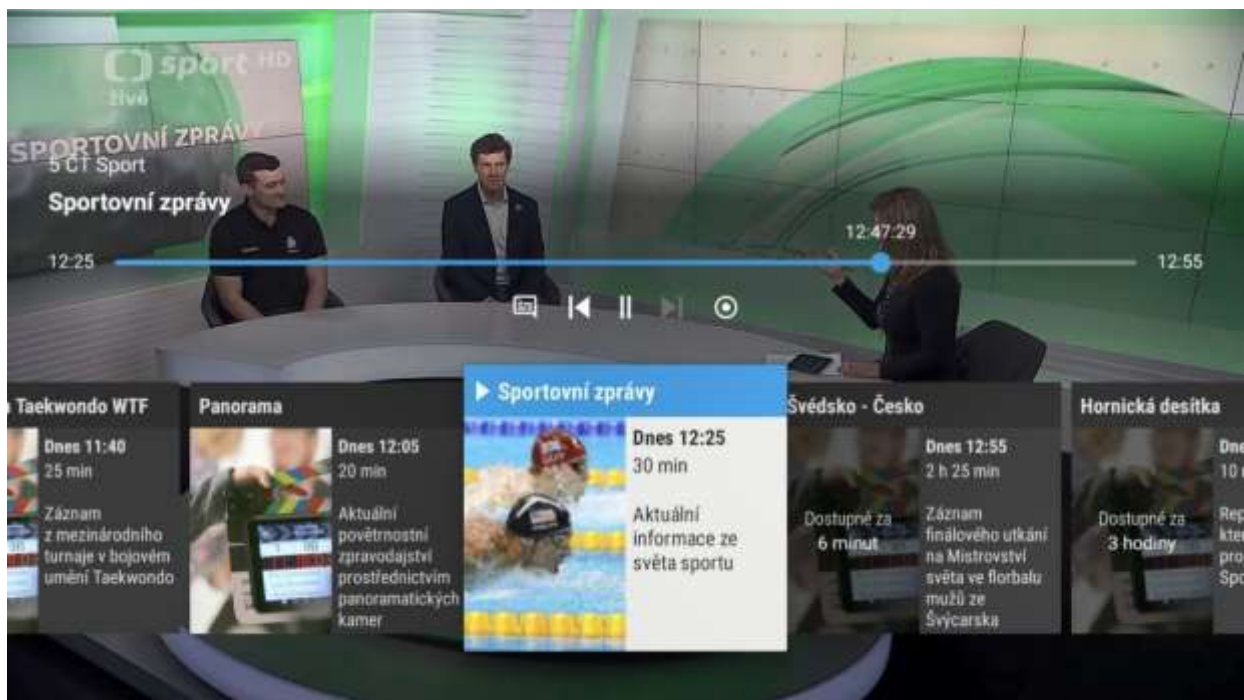 sport HD
živě
SPORTOVNÍ ZPRÁVY
5 ČT Sport
Sportovní zprávy
12:47:29
12:25
12:55
Taekwondo WTF
Dnes 11:40
25 min
Záznam
z mezinárodního
turnaje v bojovém
umění Taekwondo
Panorama
Dnes 12:05
20 min
Aktuální
povětrnostní
zpravodajství
prostřednictvím
panoramatických
kamer
Sportovní zprávy
Dnes 12:25
30 min
Aktuální
informace ze
světa sportu
Švédsko - Česko
Dnes 12:55
2 h 25 min
Dostupné za
6 minut
Záznam
finálového utkání
na Mistrovství
světa ve florbalu
mužů ze
Švýcarska
Hornická desítka
Dostupné za
3 hodiny